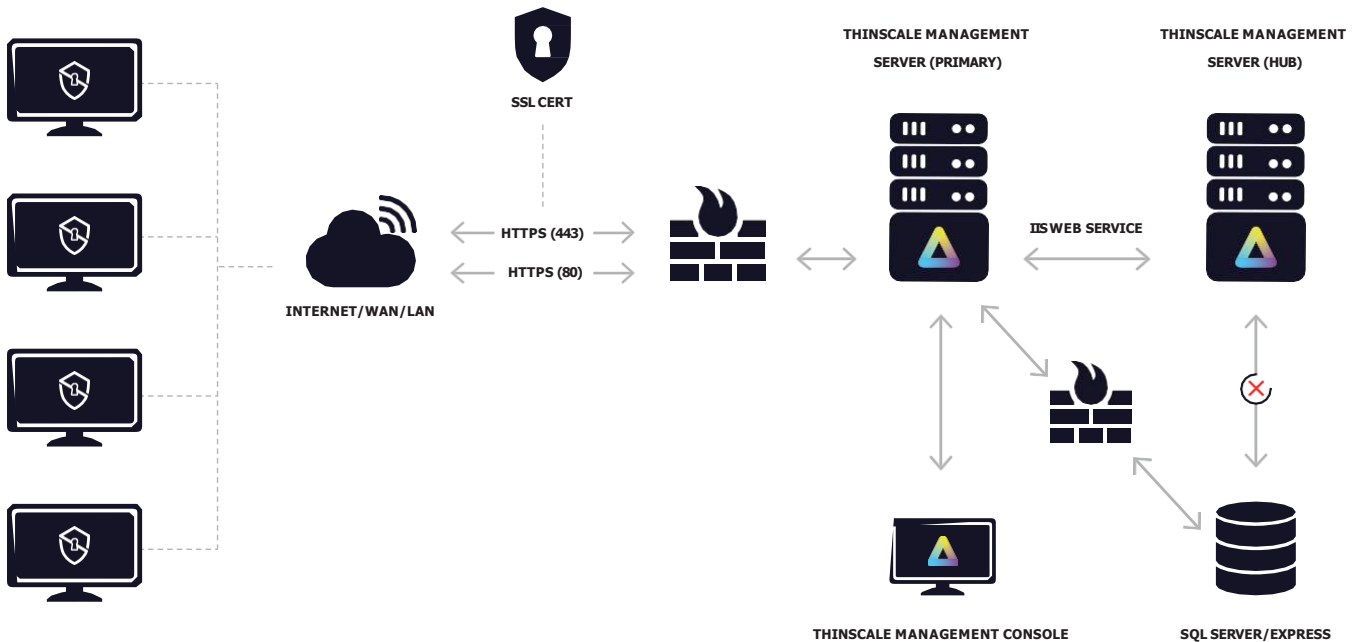 THINSCALE MANAGEMENT
SERVER (PRIMARY)
THINSCALE MANAGEMENT
SERVER (HUB)
SSL CERT
HTTPS (443)
IIS WEB SERVICE
HTTPS (80)
INTERNET/WAN/LAN
THINSCALE MANAGEMENT CONSOLE
SQL SERVER/EXPRESS